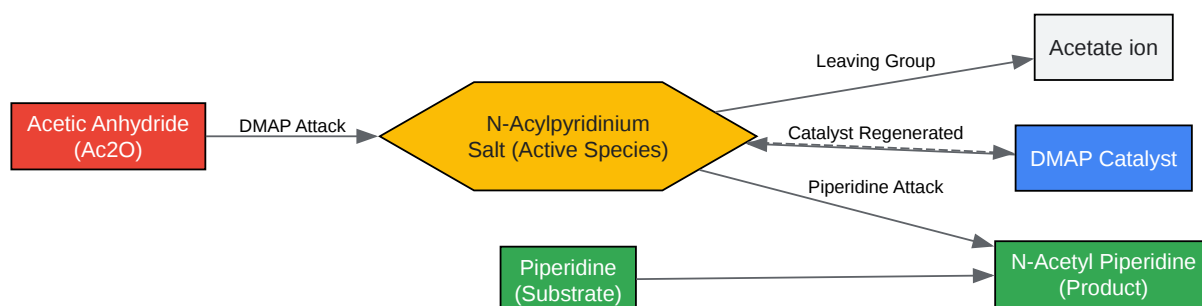 Acetic Anhydride
(Ac2O)
DMAP Attack
N-Acylpyridinium
Salt (Active Species)
Leaving Group
Acetate ion
Catalyst Regenerated
DMAP Catalyst
Piperidine Attack
Piperidine
(Substrate)
N-Acetyl Piperidine
(Product)